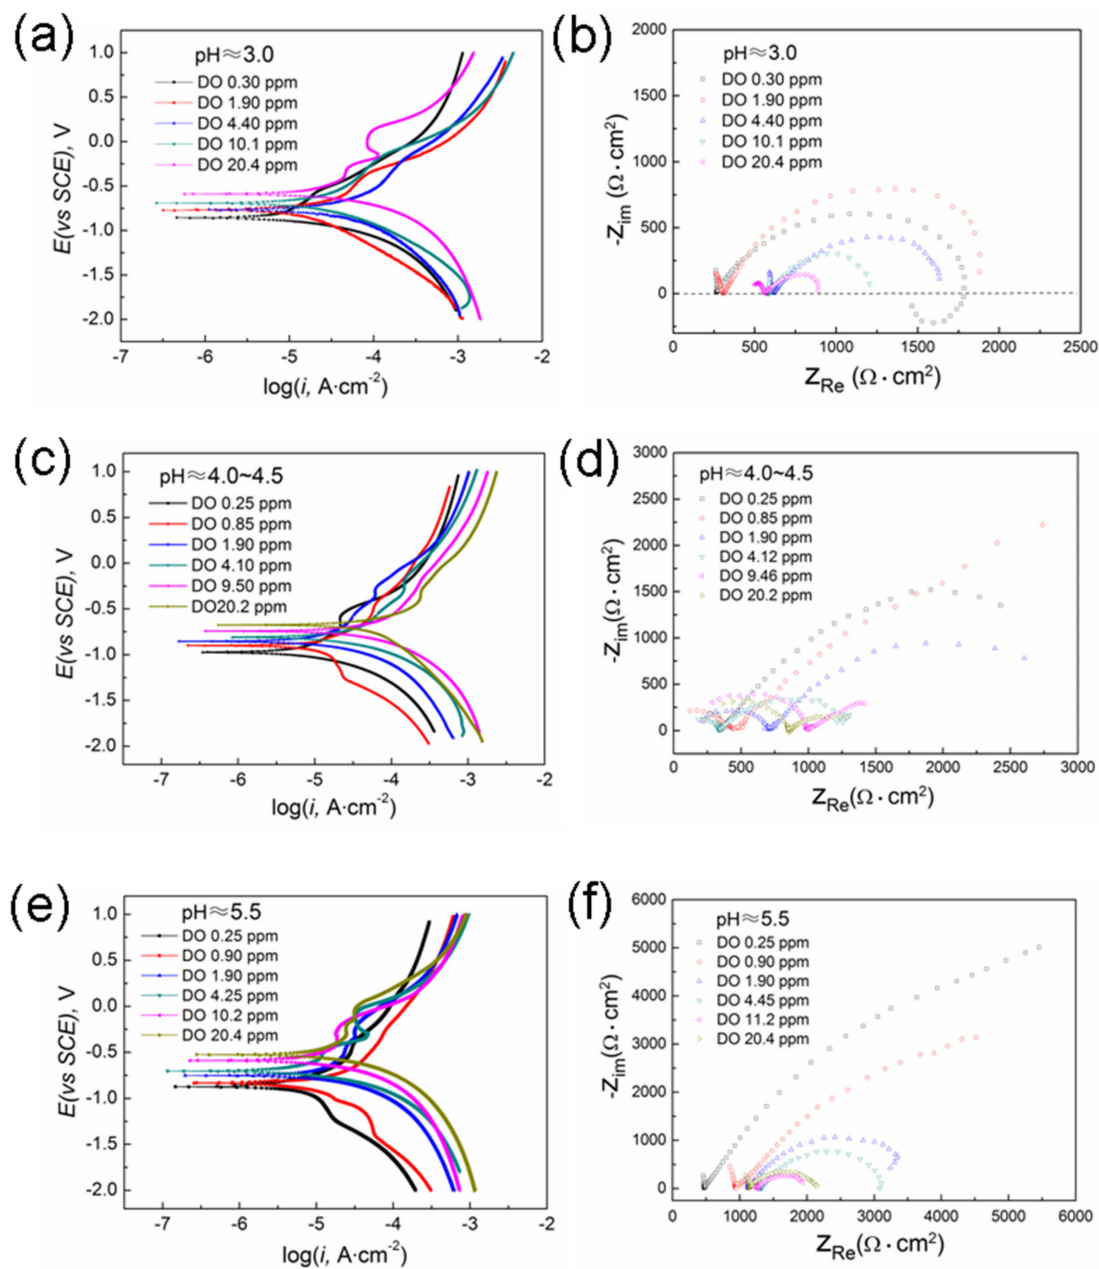 (a)
pH≈3.0
DO 0.30 ppm
DO 1.90 ppm
DO 4.40 ppm
DO 10.1 ppm
DO 20.4 ppm
1.0
0.5
0.0
-0.5
-1.0
-1.5
-2.0
E(vs SCE), V
-7 -6 -5 -4 -3 -2
log(i, A·cm-2)
(b)
pH≈3.0
DO 0.30 ppm
DO 1.90 ppm
DO 4.40 ppm
DO 10.1 ppm
DO 20.4 ppm
2000
1500
1000
500
0
-Zim (Ω·cm2)
0 500 1000 1500 2000 2500
ZRe (Ω·cm2)
(c)
pH≈4.0~4.5
DO 0.25 ppm
DO 0.85 ppm
DO 1.90 ppm
DO 4.10 ppm
DO 9.50 ppm
DO20.2 ppm
1.0
0.5
0.0
-0.5
-1.0
-1.5
-2.0
E(vs SCE), V
-7 -6 -5 -4 -3 -2
log(i, A·cm-2)
(d)
pH≈4.0~4.5
DO 0.25 ppm
DO 0.85 ppm
DO 1.90 ppm
DO 4.12 ppm
DO 9.46 ppm
DO 20.2 ppm
3000
2500
2000
1500
1000
500
0
-Zim(Ω·cm2)
0 500 1000 1500 2000 2500 3000
ZRe(Ω·cm2)
(e)
pH≈5.5
DO 0.25 ppm
DO 0.90 ppm
DO 1.90 ppm
DO 4.25 ppm
DO 10.2 ppm
DO 20.4 ppm
1.0
0.5
0.0
-0.5
-1.0
-1.5
-2.0
E(vs SCE), V
-7 -6 -5 -4 -3 -2
log(i, A·cm-2)
(f)
pH≈5.5
DO 0.25 ppm
DO 0.90 ppm
DO 1.90 ppm
DO 4.45 ppm
DO 11.2 ppm
DO 20.4 ppm
6000
5000
4000
3000
2000
1000
0
-Zim(Ω·cm2)
0 1000 2000 3000 4000 5000 6000
ZRe(Ω·cm2)